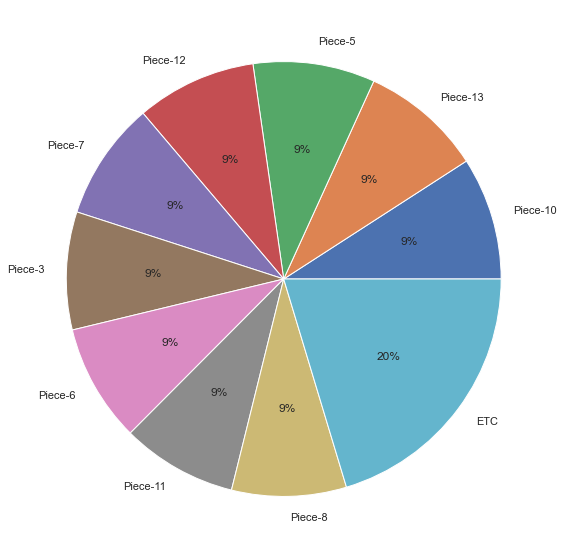 Piece-5
Piece-12
Piece-13
Piece-7
9%
9%
9%
9%
Piece-10
9%
9%
Piece-3
9%
9%
20%
Piece-6
9%
9%
ETC
Piece-11
Piece-8